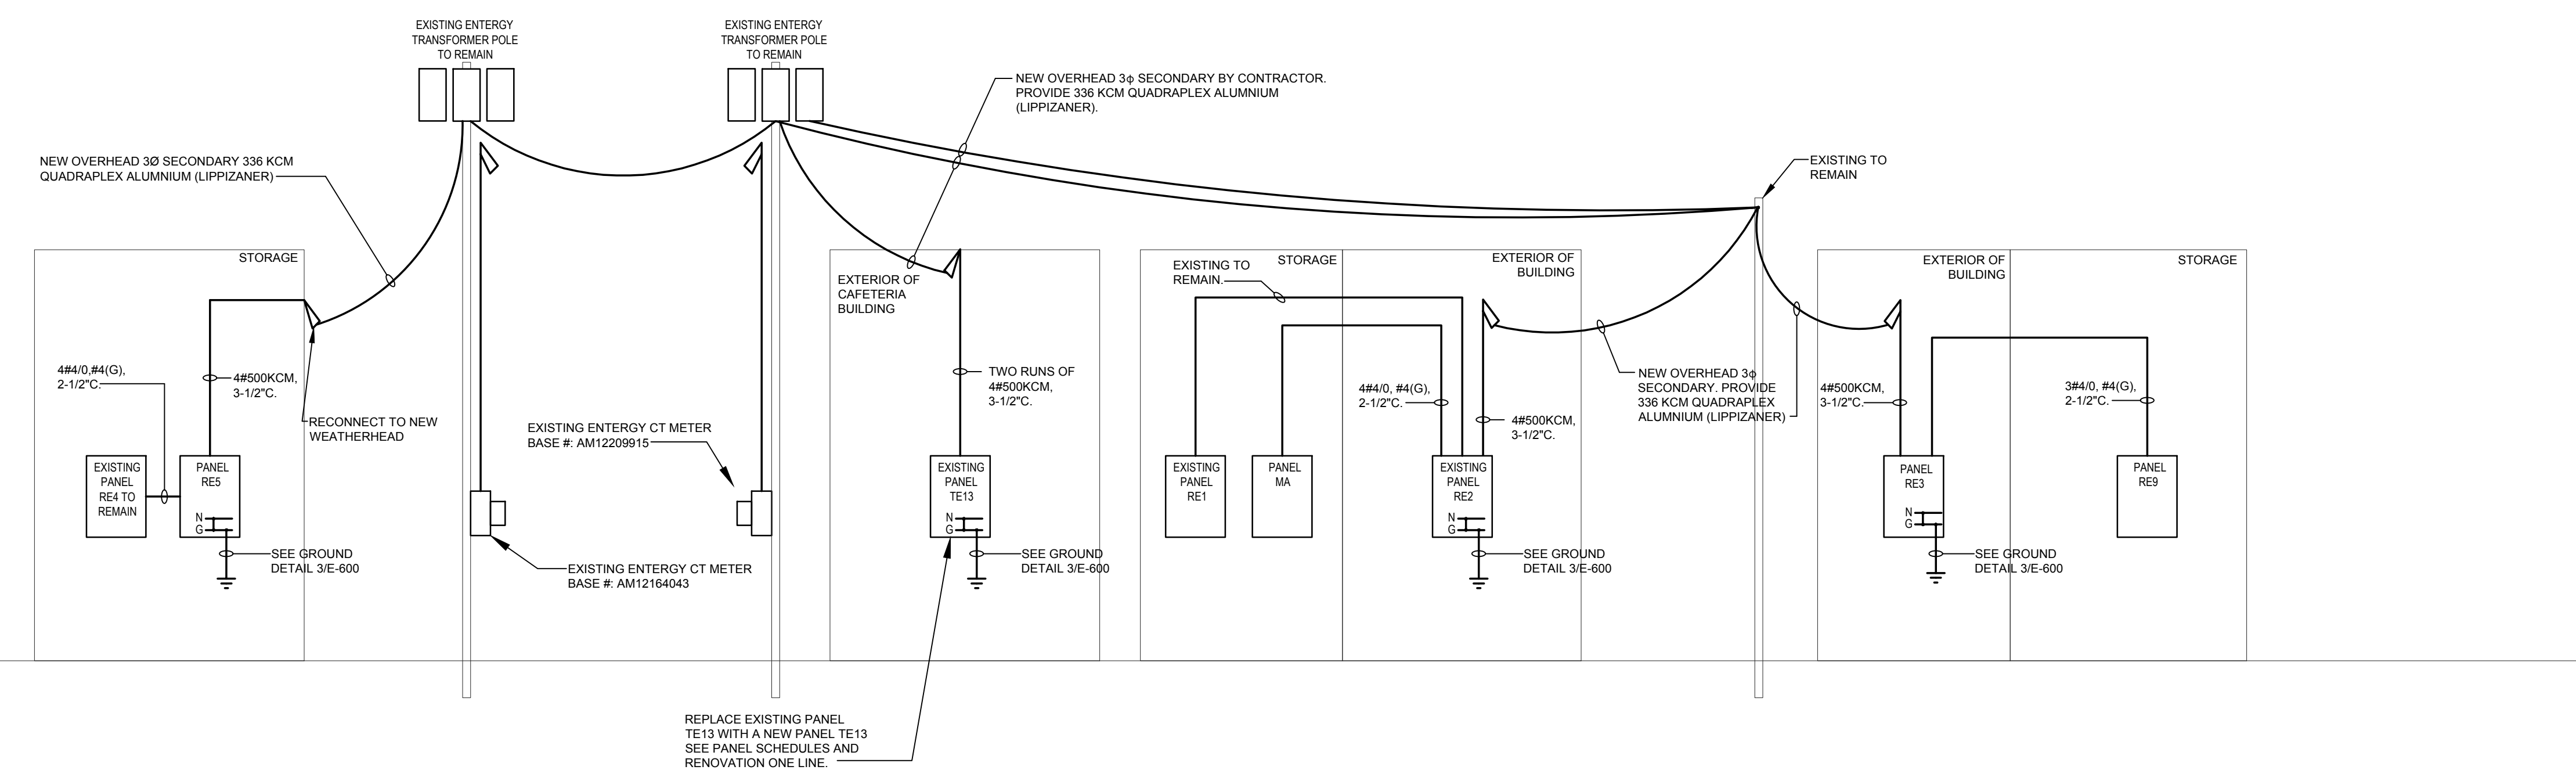 EXISTING ENTERGY
TRANSFORMER POLE
TO REMAIN
EXISTING ENTERGY
TRANSFORMER POLE
TO REMAIN
NEW OVERHEAD 3ϕ SECONDARY BY CONTRACTOR.
PROVIDE 336 KCM QUADRAPLEX ALUMNIUM
(LIPPIZANER).
NEW OVERHEAD 3Ø SECONDARY 336 KCM
QUADRAPLEX ALUMNIUM (LIPPIZANER)
EXISTING TO
REMAIN
STORAGE
EXTERIOR OF
CAFETERIA
BUILDING
EXISTING TO
REMAIN.
STORAGE
EXTERIOR OF
BUILDING
EXTERIOR OF
BUILDING
STORAGE
4#4/0,#4(G),
2-1/2"C.
4#500KCM,
3-1/2"C.
RECONNECT TO NEW
WEATHERHEAD
EXISTING ENTERGY CT METER
BASE #: AM12209915
TWO RUNS OF
4#500KCM,
3-1/2"C.
4#4/0, #4(G),
2-1/2"C.
4#500KCM,
3-1/2"C.
NEW OVERHEAD 3ϕ
SECONDARY. PROVIDE
336 KCM QUADRAPLEX
ALUMNIUM (LIPPIZANER)
4#500KCM,
3-1/2"C.
3#4/0, #4(G),
2-1/2"C.
EXISTING
PANEL
RE4 TO
REMAIN
PANEL
RE5
N
G
EXISTING
PANEL
TE13
N
G
EXISTING
PANEL
RE1
PANEL
MA
EXISTING
PANEL
RE2
N
G
PANEL
RE3
N
G
PANEL
RE9
SEE GROUND
DETAIL 3/E-600
EXISTING ENTERGY CT METER
BASE #: AM12164043
SEE GROUND
DETAIL 3/E-600
SEE GROUND
DETAIL 3/E-600
SEE GROUND
DETAIL 3/E-600
REPLACE EXISTING PANEL
TE13 WITH A NEW PANEL TE13
SEE PANEL SCHEDULES AND
RENOVATION ONE LINE.